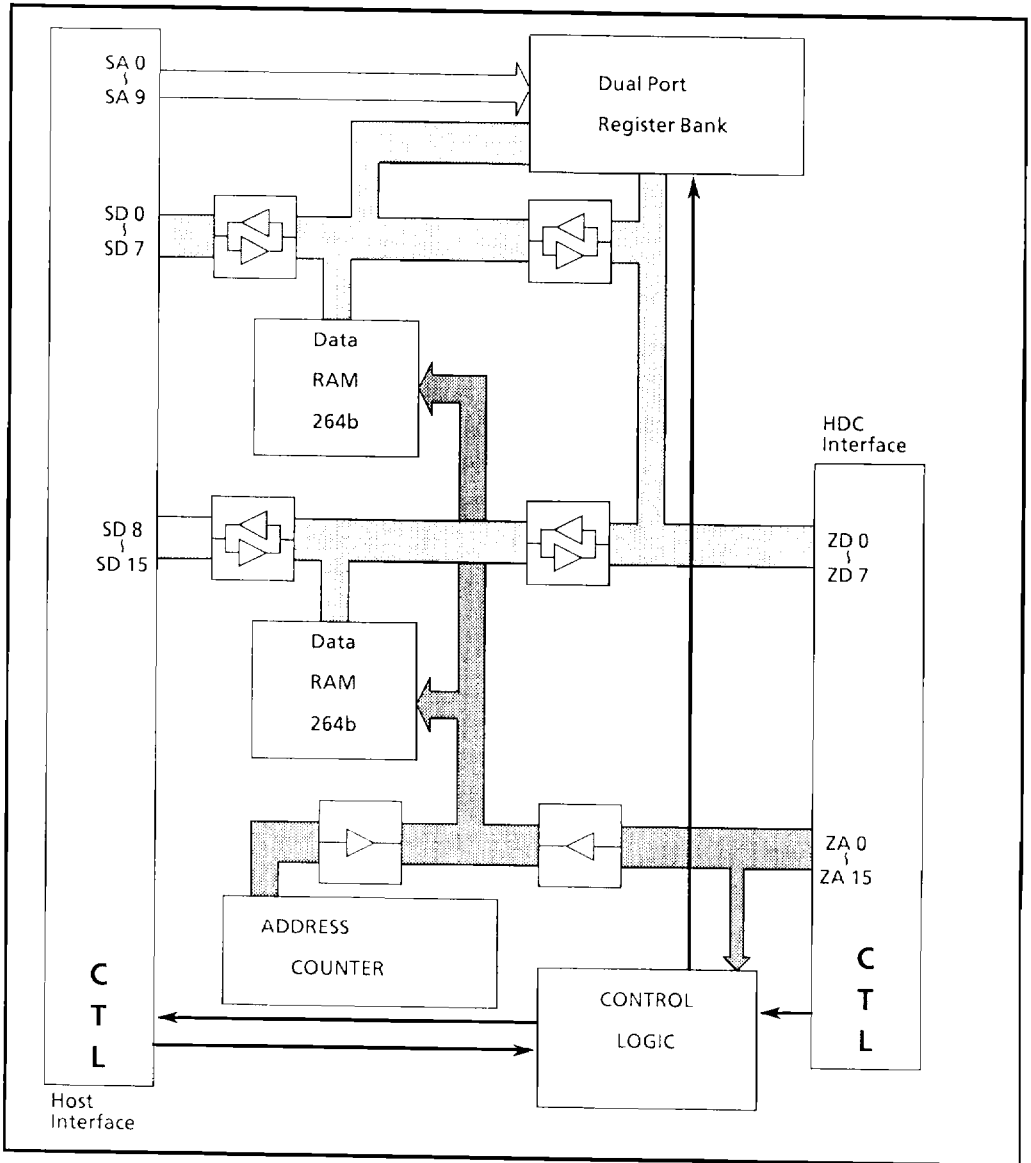 SA 0
~
SA 9
Dual Port
Register Bank
SD 0
~
SD 7
Data
RAM
264b
HDC
Interface
SD 8
~
SD 15
ZD 0
~
ZD 7
Data
RAM
264b
ZA 0
~
ZA 15
ADDRESS
COUNTER
CONTROL
LOGIC
C
T
L
C
T
L
Host
Interface